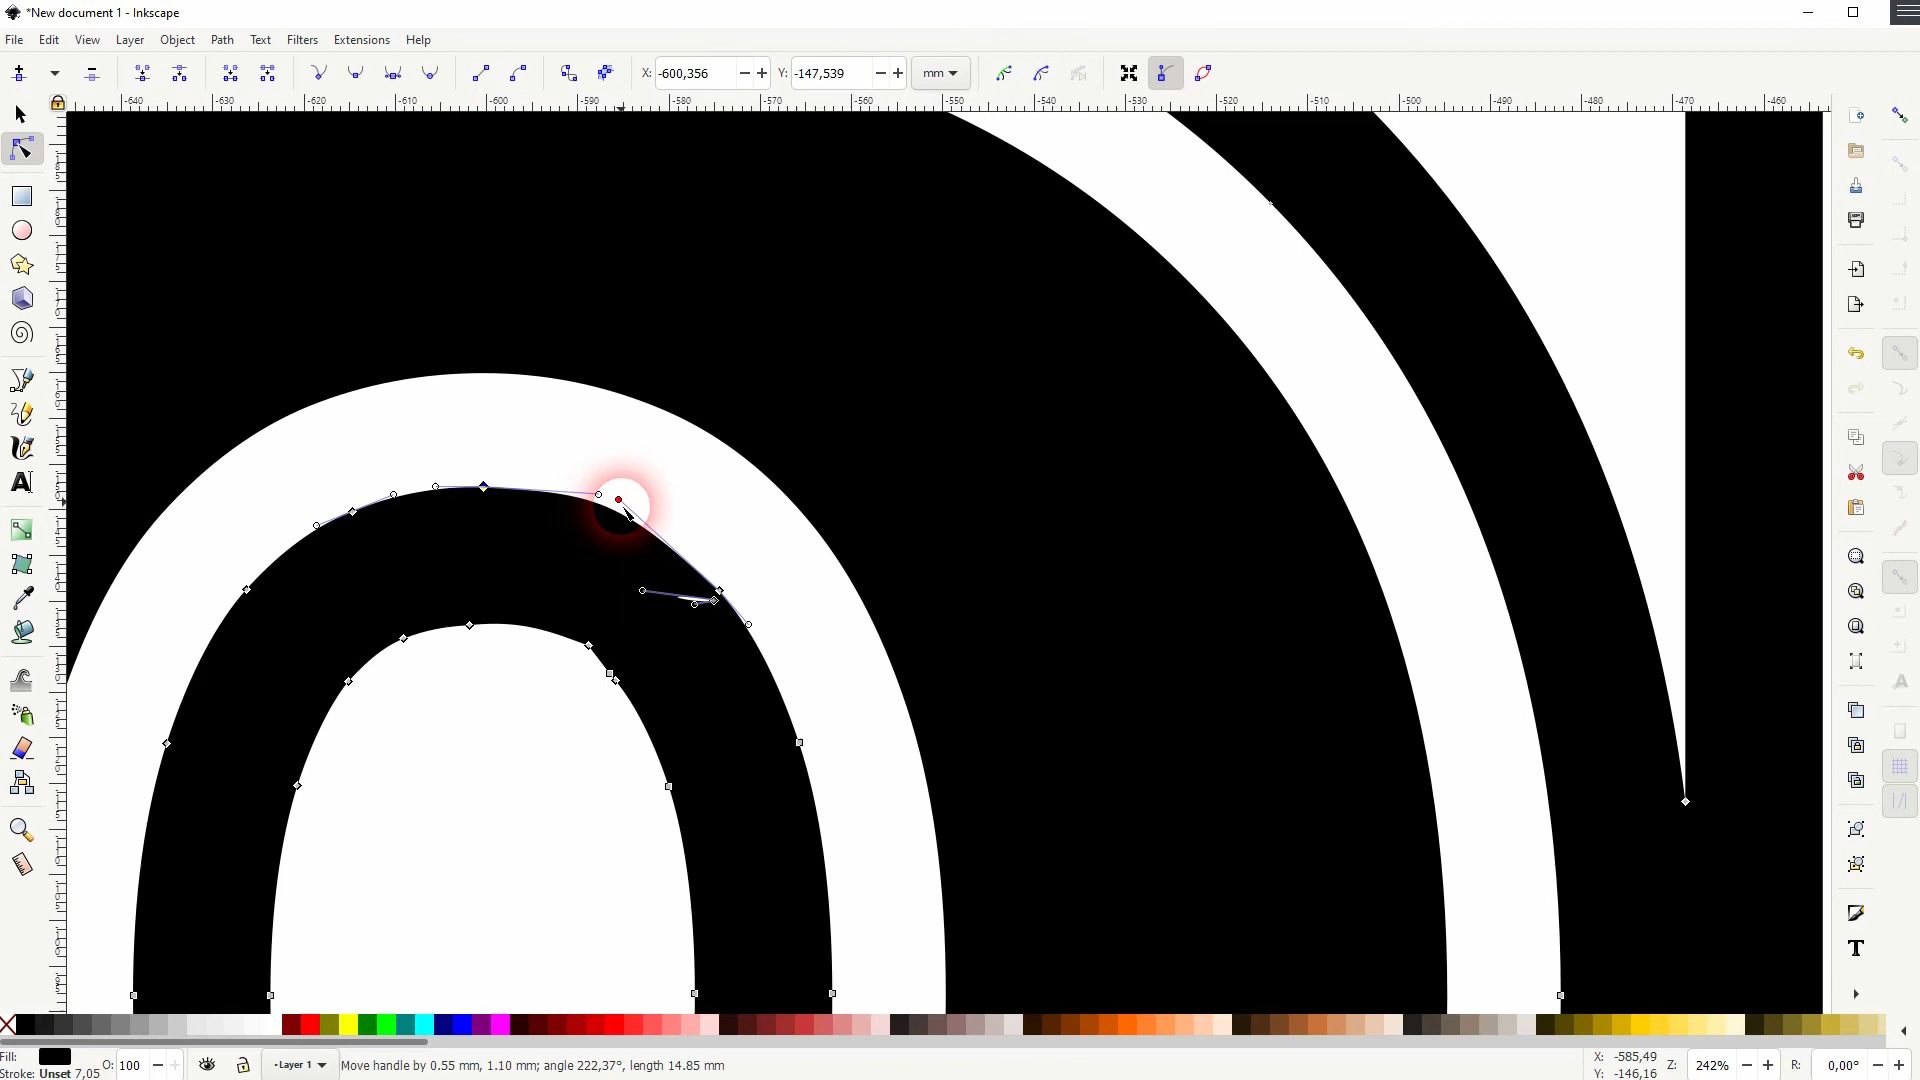 *New document 1 - Inkscape
File Edit View Layer Object Path Text Filters Extensions Help
X: -600,356 Y: -147,539 mm
-640 -630 -620 -610 -600 -590 -580 -570 -560 -550 -540 -530 -520 -510 -500 -490 -480 -470 -460
Fill: O: 100 Layer 1 Move handle by 0.55 mm, 1.10 mm; angle 222,37°, length 14.85 mm X: -585,49 Z: 242% R: 0,00°
Stroke: Unset 7,05 Y: -146,16